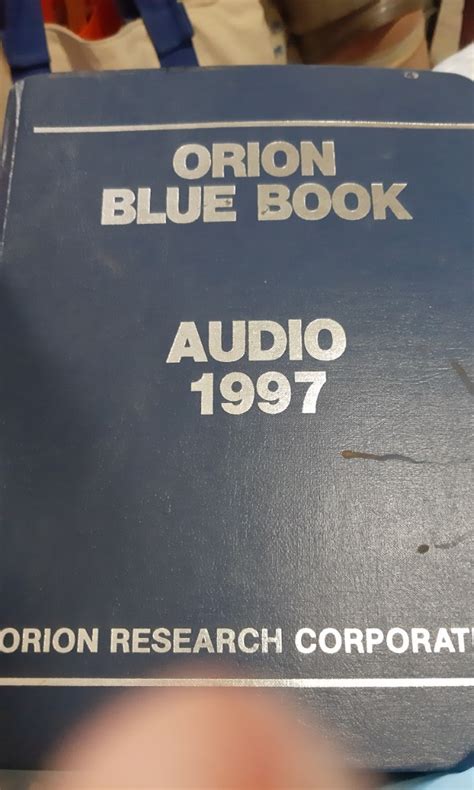 ORION
BLUE BOOK
AUDIO
1997
ORION RESEARCH CORPORAT